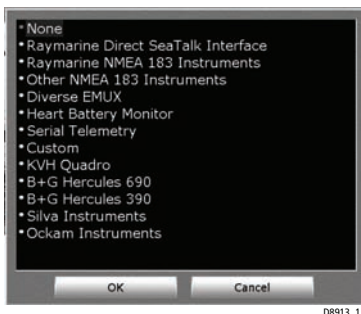 None
Raymarine Direct SeaTalk Interface
Raymarine NMEA 183 Instruments
Other NMEA 183 Instruments
Diverse EMUX
Heart Battery Monitor
Serial Telemetry
Custom
KVH Quadro
B+G Hercules 690
B+G Hercules 390
Silva Instruments
Ockam Instruments
OK Cancel
D8913_1